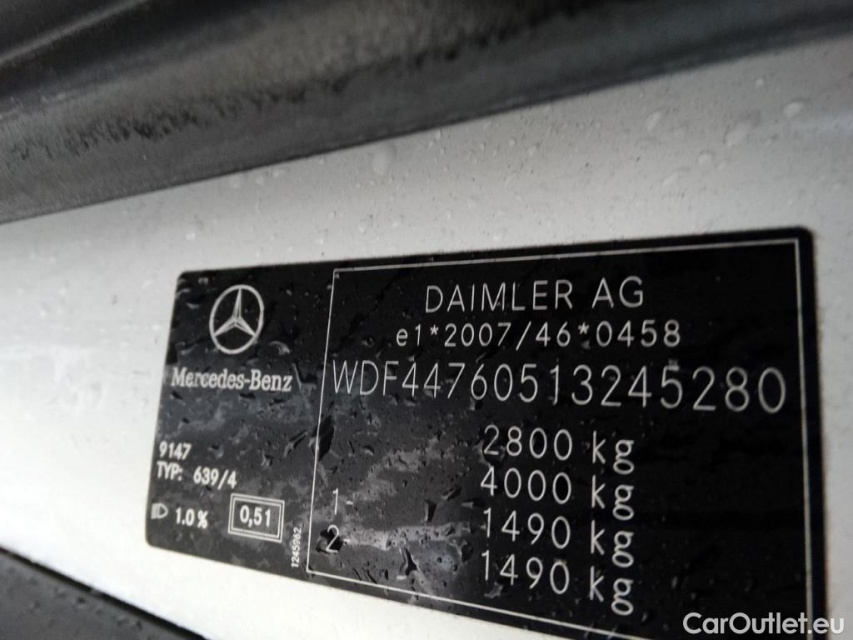 DAIMLER AG
e1*2007/46*0458
WDF44760513245280
2800 kg
4000 kg
1- 1490 kg
2 1490 kg
Mercedes-Benz
9147
TYP: 639/4
1.0 %
0,51
1245962
CarOutlet.eu